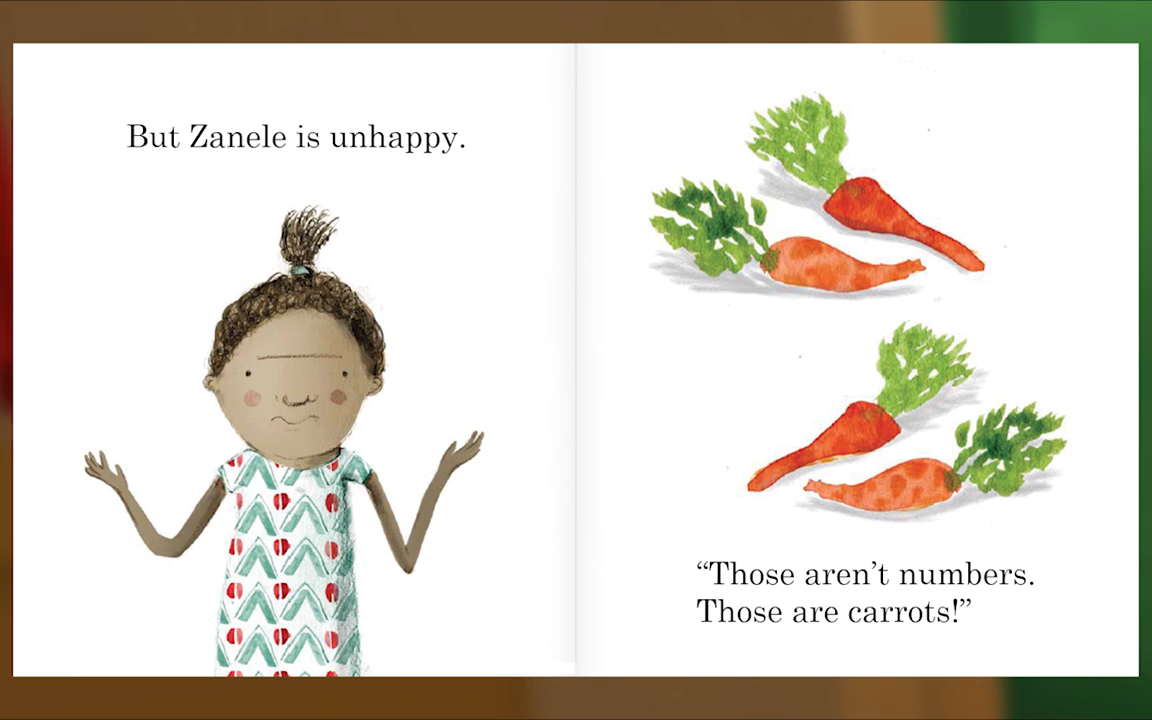 But Zanele is unhappy.
“Those aren’t numbers.
Those are carrots!”